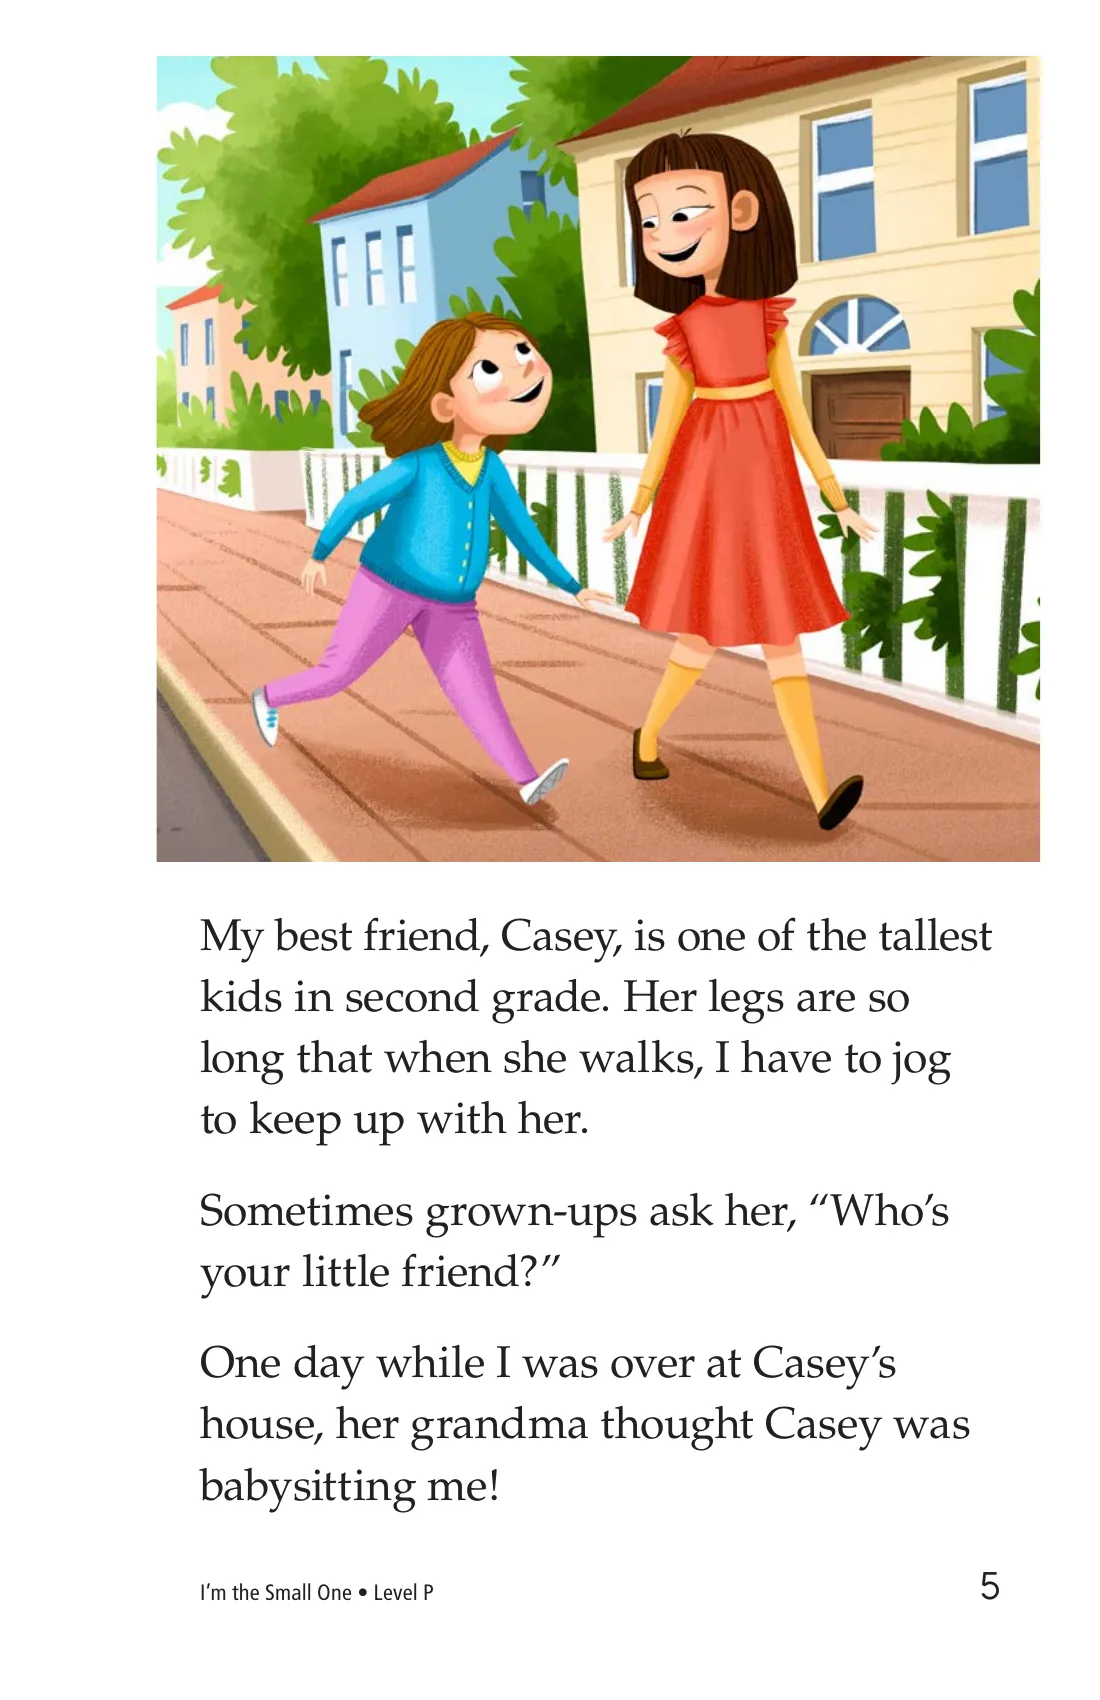 My best friend, Casey, is one of the tallest
kids in second grade. Her legs are so
long that when she walks, I have to jog
to keep up with her.
Sometimes grown-ups ask her, “Who’s
your little friend?”
One day while I was over at Casey’s
house, her grandma thought Casey was
babysitting me!
I’m the Small One • Level P
5